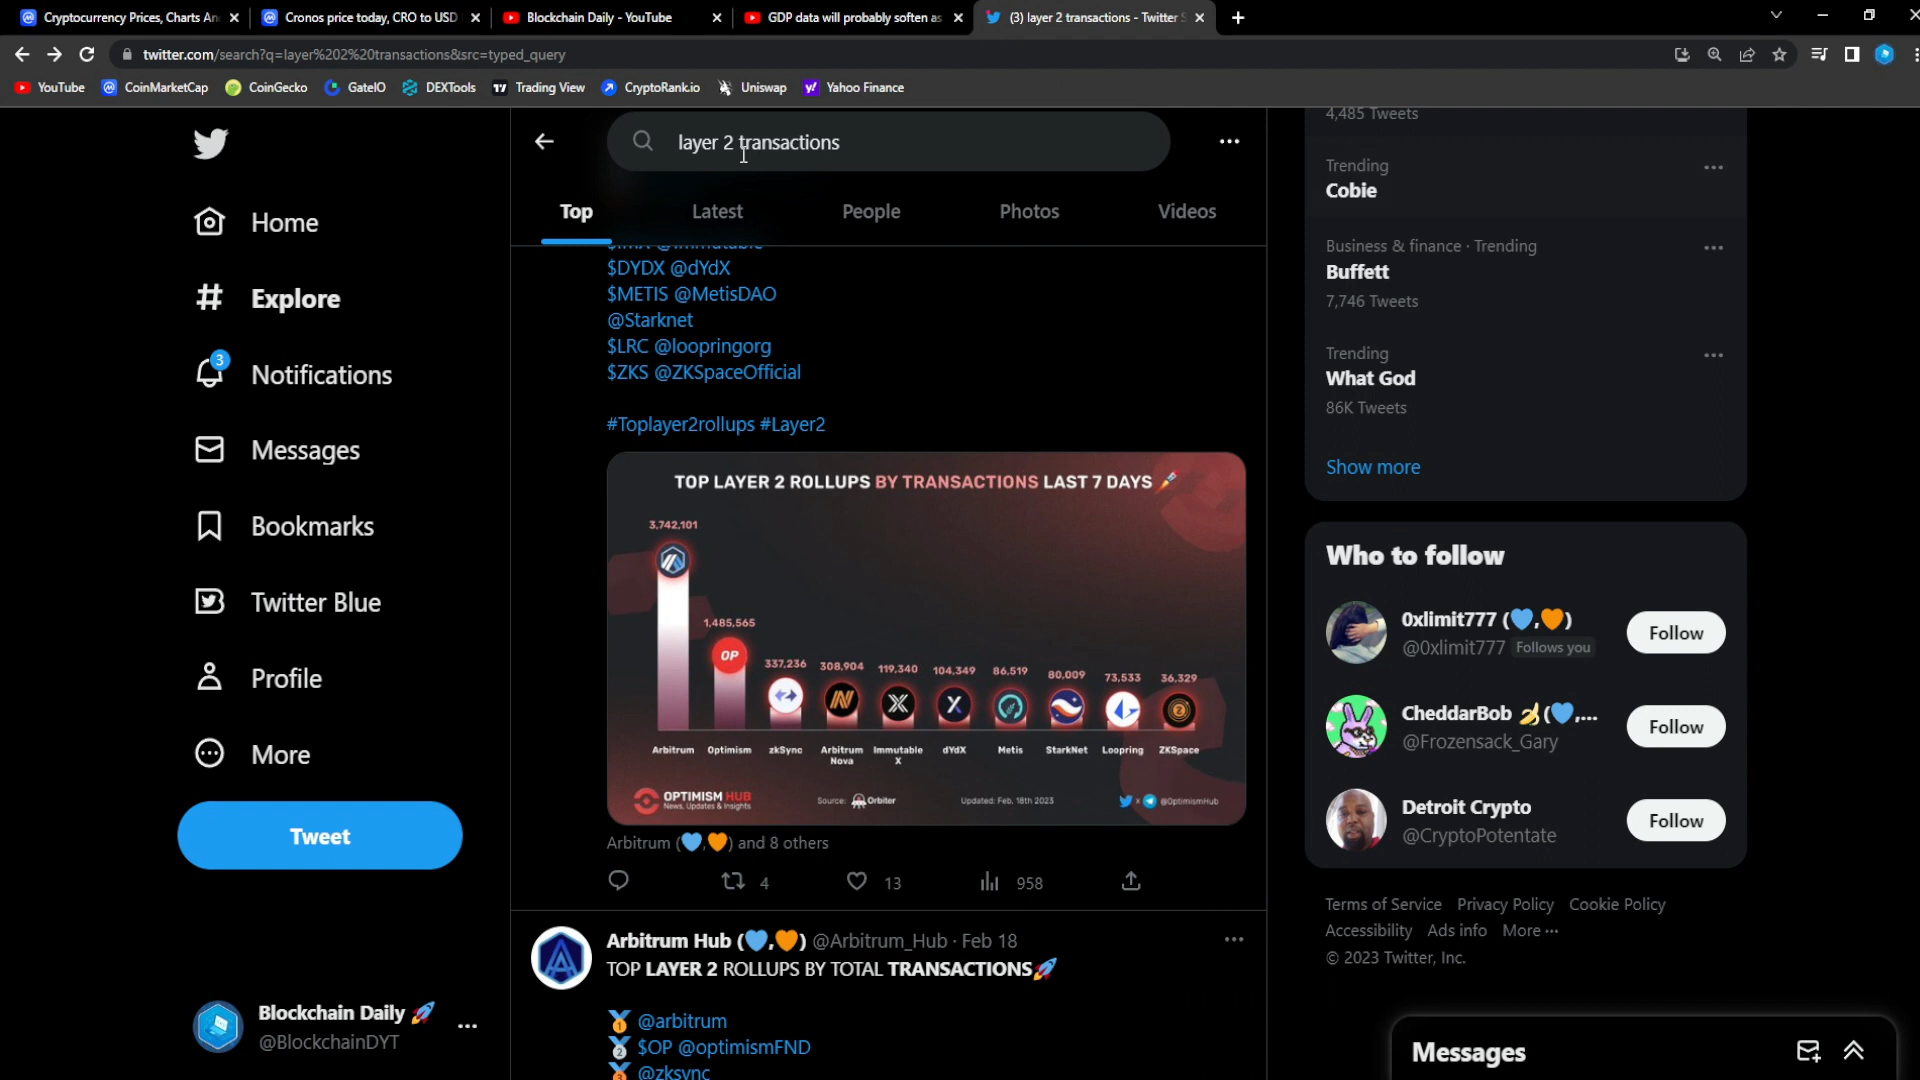 Cryptocurrency Prices, Charts An
Cronos price today, CRO to USD
Blockchain Daily - YouTube
GDP data will probably soften as
(3) layer 2 transactions - Twitter S
twitter.com/search?q=layer%202%20transactions&src=typed_query
YouTube
CoinMarketCap
CoinGecko
GateIO
DEXTools
Trading View
CryptoRank.io
Uniswap
Yahoo Finance
layer 2 transactions
Top
Latest
People
Photos
Videos
Home
Explore
3
Notifications
Messages
Bookmarks
Twitter Blue
Profile
More
Tweet
Blockchain Daily 🚀
@BlockchainDYT
$IMX @Immutable
$DYDX @dYdX
$METIS @MetisDAO
@Starknet
$LRC @loopringorg
$ZKS @ZKSpaceOfficial
#Toplayer2rollups #Layer2
TOP LAYER 2 ROLLUPS BY TRANSACTIONS LAST 7 DAYS 🚀
3,742,101
1,485,565
OP
337,236
308,904
119,340
104,349
86,519
80,009
73,533
36,329
Arbitrum
Optimism
zkSync
Arbitrum Nova
Immutable X
dYdX
Metis
StarkNet
Loopring
ZKSpace
OPTIMISM HUB
News, Updates & Insights
Source: Orbiter
Updated: Feb. 18th 2023
x @OptimismHub
Arbitrum (💙,🧡) and 8 others
4
13
958
Arbitrum Hub (💙,🧡) @Arbitrum_Hub · Feb 18
TOP LAYER 2 ROLLUPS BY TOTAL TRANSACTIONS🚀
🥇 @arbitrum
🥈 $OP @optimismFND
🥉 @zksync
4,485 Tweets
Trending
Cobie
Business & finance · Trending
Buffett
7,746 Tweets
Trending
What God
86K Tweets
Show more
Who to follow
0xlimit777 (💙,🧡)
@0xlimit777 Follows you
Follow
CheddarBob 🍌(💙,...
@Frozensack_Gary
Follow
Detroit Crypto
@CryptoPotentate
Follow
Terms of Service Privacy Policy Cookie Policy
Accessibility Ads info More ···
© 2023 Twitter, Inc.
Messages